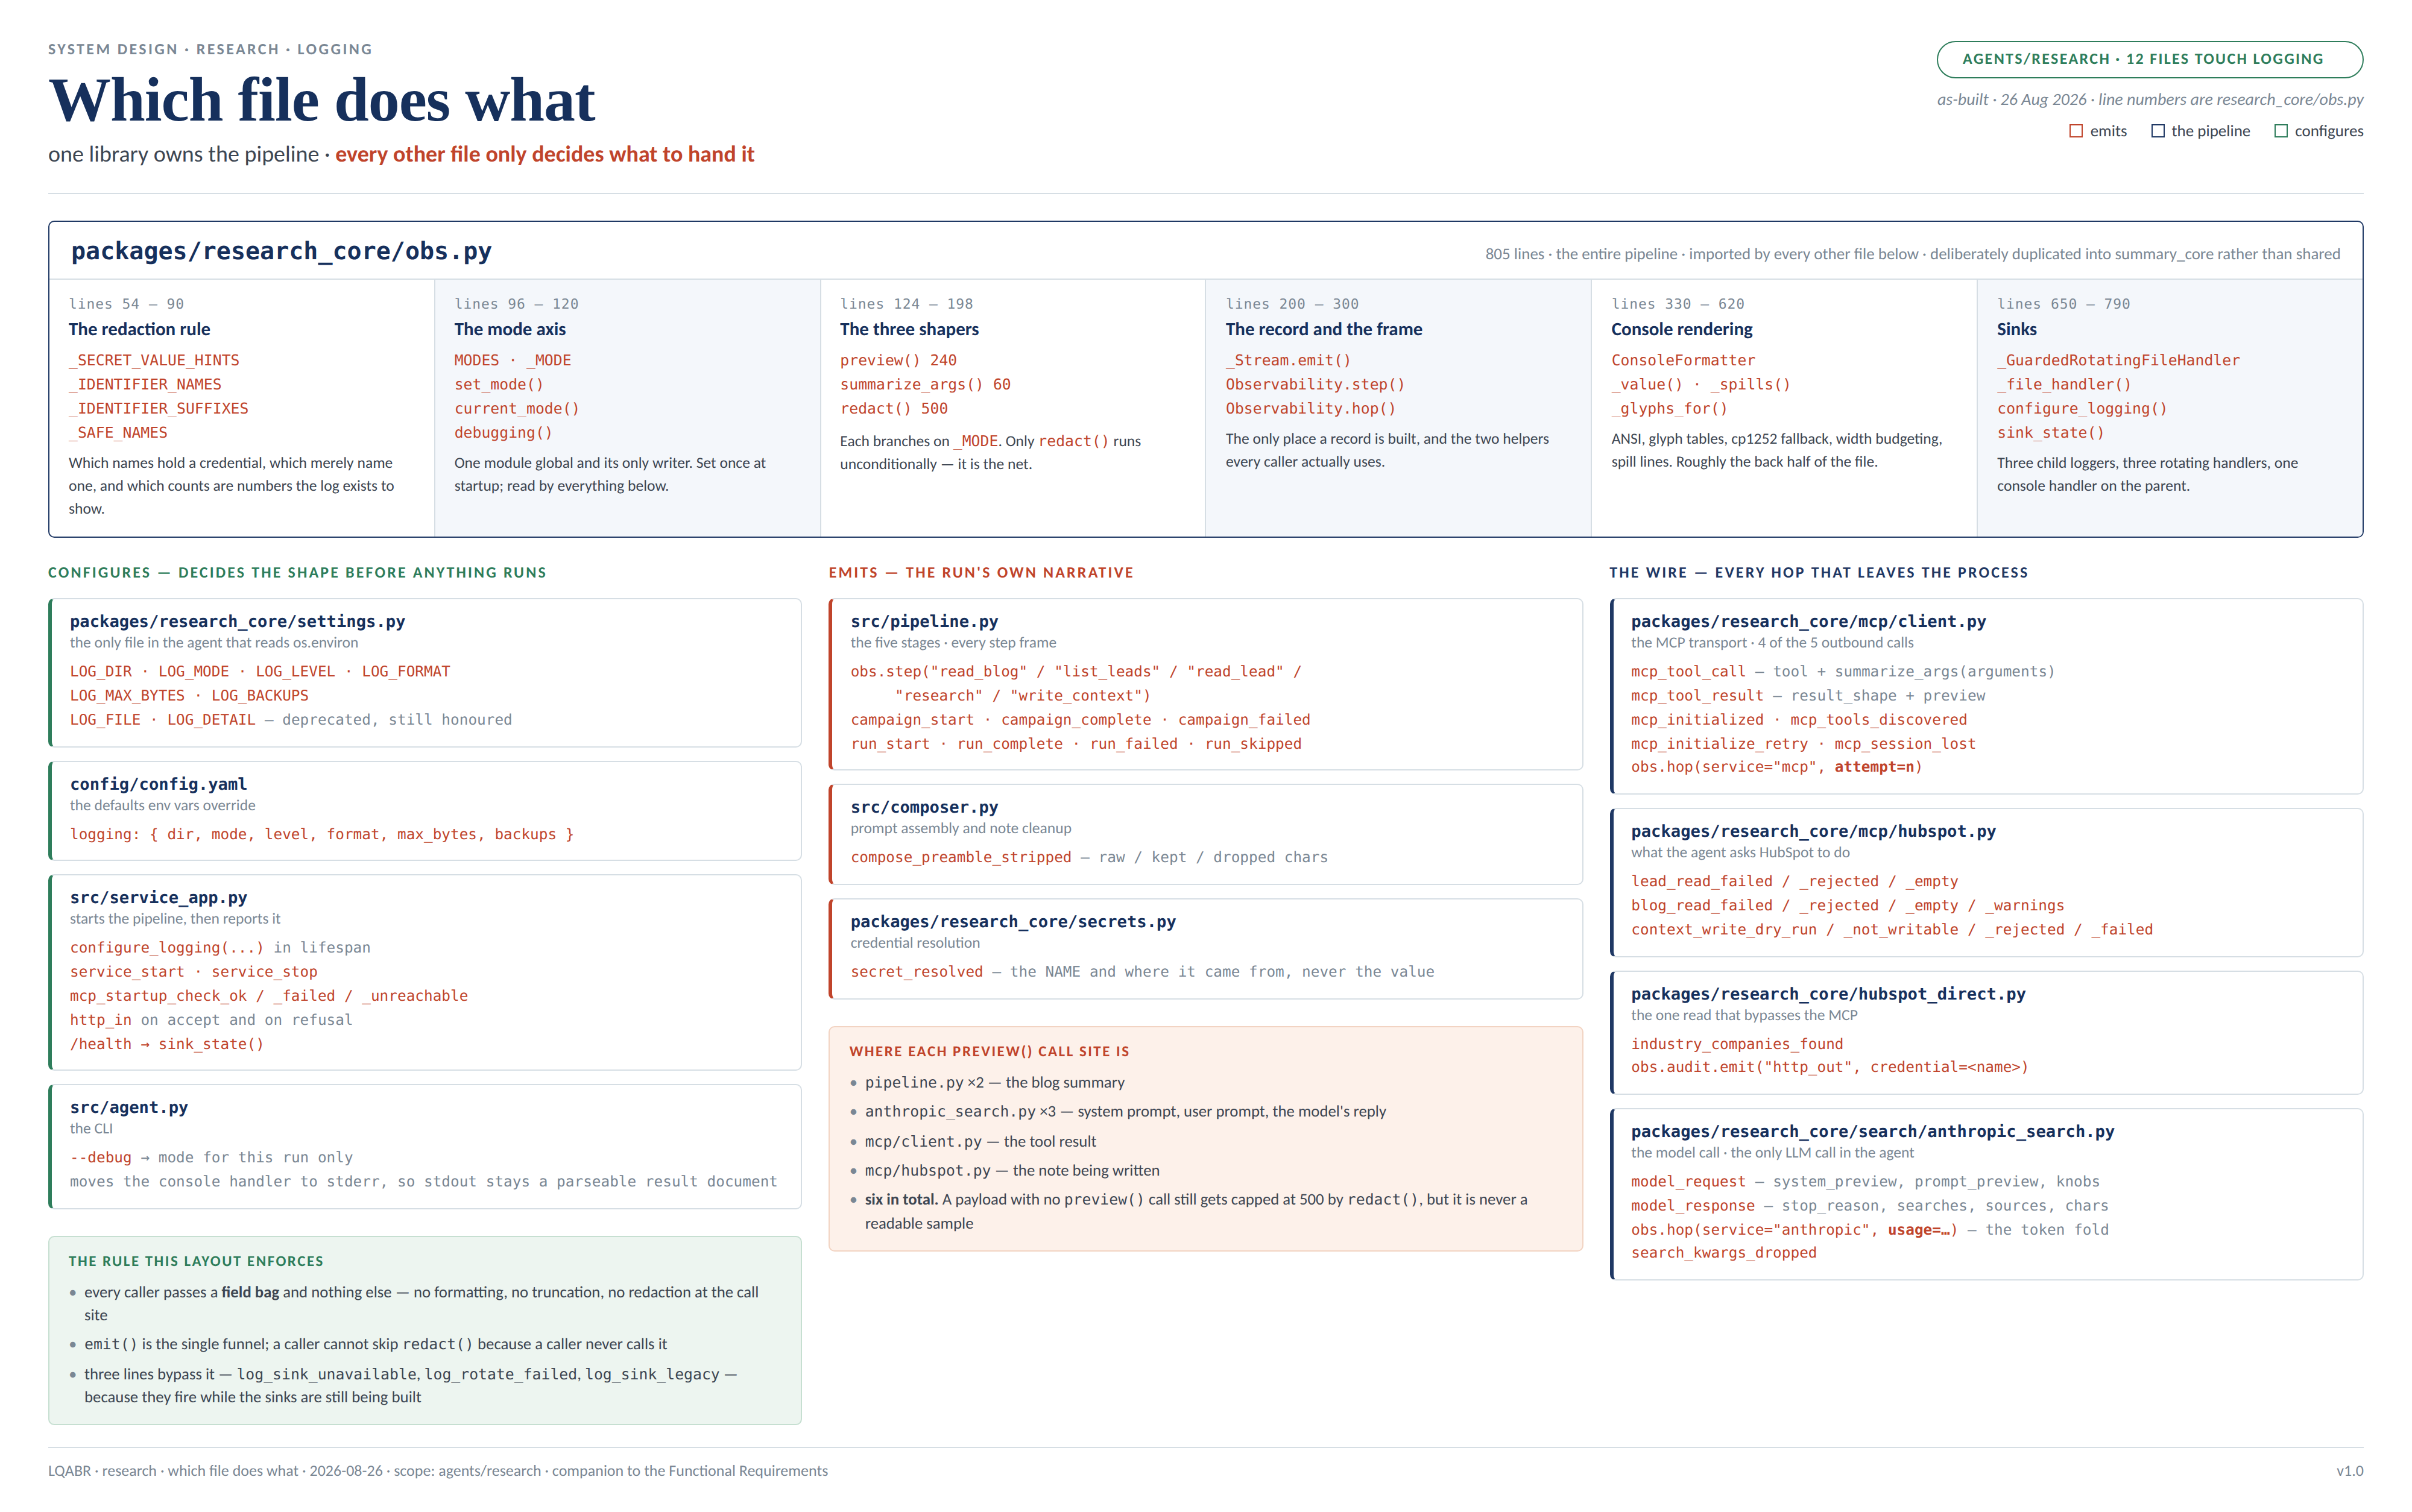 SYSTEM DESIGN · RESEARCH · LOGGING
Which file does what
one library owns the pipeline · every other file only decides what to hand it
AGENTS/RESEARCH · 12 FILES TOUCH LOGGING
as-built · 26 Aug 2026 · line numbers are research_core/obs.py
emits the pipeline configures
packages/research_core/obs.py
805 lines · the entire pipeline · imported by every other file below · deliberately duplicated into summary_core rather than shared
lines 54 – 90
The redaction rule
_SECRET_VALUE_HINTS
_IDENTIFIER_NAMES
_IDENTIFIER_SUFFIXES
_SAFE_NAMES
Which names hold a credential, which merely name
one, and which counts are numbers the log exists to
show.
lines 96 – 120
The mode axis
MODES · _MODE
set_mode()
current_mode()
debugging()
One module global and its only writer. Set once at
startup; read by everything below.
lines 124 – 198
The three shapers
preview() 240
summarize_args() 60
redact() 500
Each branches on _MODE. Only redact() runs
unconditionally — it is the net.
lines 200 – 300
The record and the frame
_Stream.emit()
Observability.step()
Observability.hop()
The only place a record is built, and the two helpers
every caller actually uses.
lines 330 – 620
Console rendering
ConsoleFormatter
_value() · _spills()
_glyphs_for()
ANSI, glyph tables, cp1252 fallback, width budgeting,
spill lines. Roughly the back half of the file.
lines 650 – 790
Sinks
_GuardedRotatingFileHandler
_file_handler()
configure_logging()
sink_state()
Three child loggers, three rotating handlers, one
console handler on the parent.
CONFIGURES — DECIDES THE SHAPE BEFORE ANYTHING RUNS
packages/research_core/settings.py
the only file in the agent that reads os.environ
LOG_DIR · LOG_MODE · LOG_LEVEL · LOG_FORMAT
LOG_MAX_BYTES · LOG_BACKUPS
LOG_FILE · LOG_DETAIL — deprecated, still honoured
config/config.yaml
the defaults env vars override
logging: { dir, mode, level, format, max_bytes, backups }
src/service_app.py
starts the pipeline, then reports it
configure_logging(...) in lifespan
service_start · service_stop
mcp_startup_check_ok / _failed / _unreachable
http_in on accept and on refusal
/health → sink_state()
src/agent.py
the CLI
--debug → mode for this run only
moves the console handler to stderr, so stdout stays a parseable result document
THE RULE THIS LAYOUT ENFORCES
• every caller passes a field bag and nothing else — no formatting, no truncation, no redaction at the call
site
• emit() is the single funnel; a caller cannot skip redact() because a caller never calls it
• three lines bypass it — log_sink_unavailable, log_rotate_failed, log_sink_legacy —
because they fire while the sinks are still being built
EMITS — THE RUN'S OWN NARRATIVE
src/pipeline.py
the five stages · every step frame
obs.step("read_blog" / "list_leads" / "read_lead" /
"research" / "write_context")
campaign_start · campaign_complete · campaign_failed
run_start · run_complete · run_failed · run_skipped
src/composer.py
prompt assembly and note cleanup
compose_preamble_stripped — raw / kept / dropped chars
packages/research_core/secrets.py
credential resolution
secret_resolved — the NAME and where it came from, never the value
WHERE EACH PREVIEW() CALL SITE IS
• pipeline.py ×2 — the blog summary
• anthropic_search.py ×3 — system prompt, user prompt, the model's reply
• mcp/client.py — the tool result
• mcp/hubspot.py — the note being written
• six in total. A payload with no preview() call still gets capped at 500 by redact(), but it is never a
readable sample
THE WIRE — EVERY HOP THAT LEAVES THE PROCESS
packages/research_core/mcp/client.py
the MCP transport · 4 of the 5 outbound calls
mcp_tool_call — tool + summarize_args(arguments)
mcp_tool_result — result_shape + preview
mcp_initialized · mcp_tools_discovered
mcp_initialize_retry · mcp_session_lost
obs.hop(service="mcp", attempt=n)
packages/research_core/mcp/hubspot.py
what the agent asks HubSpot to do
lead_read_failed / _rejected / _empty
blog_read_failed / _rejected / _empty / _warnings
context_write_dry_run / _not_writable / _rejected / _failed
packages/research_core/hubspot_direct.py
the one read that bypasses the MCP
industry_companies_found
obs.audit.emit("http_out", credential=<name>)
packages/research_core/search/anthropic_search.py
the model call · the only LLM call in the agent
model_request — system_preview, prompt_preview, knobs
model_response — stop_reason, searches, sources, chars
obs.hop(service="anthropic", usage=…) — the token fold
search_kwargs_dropped
LQABR · research · which file does what · 2026-08-26 · scope: agents/research · companion to the Functional Requirements
v1.0